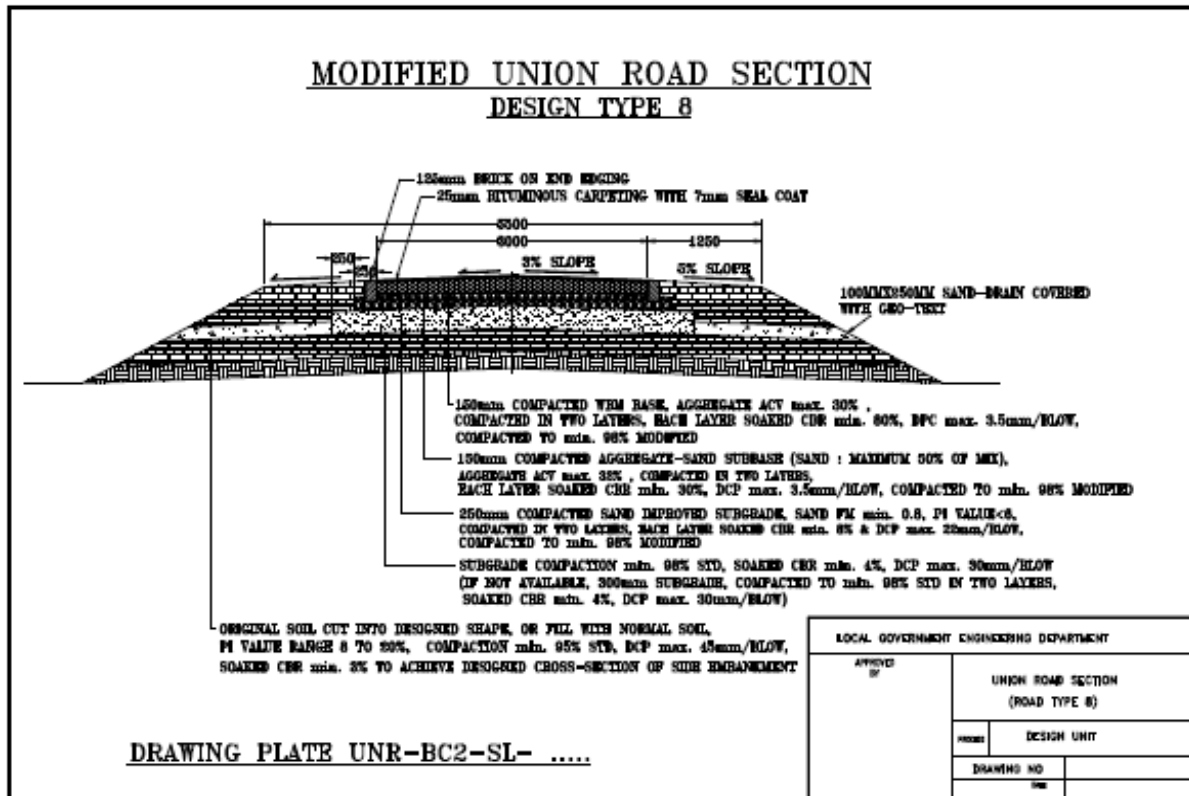 MODIFIED UNION ROAD SECTION
DESIGN TYPE 8
125mm BRICK ON END EDGING
25mm BITUMINOUS CARPETING WITH 7mm SEAL COAT
5500
3000 1250
250
250
3% SLOPE
5% SLOPE
100MMX250MM SAND-DRAIN COVERED
WITH GEO-TEXT
150mm COMPACTED WBM BASE, AGGREGATE ACV max. 30% ,
COMPACTED IN TWO LAYERS, EACH LAYER SOAKED CBR min. 80%, DPC max. 3.5mm/BLOW,
COMPACTED TO min. 98% MODIFIED
150mm COMPACTED AGGREGATE-SAND SUBBASE (SAND : MAXIMUM 50% OF MIX),
AGGREGATE ACV max. 32% , COMPACTED IN TWO LAYERS,
EACH LAYER SOAKED CBR min. 30%, DCP max. 3.5mm/BLOW, COMPACTED TO min. 98% MODIFIED
250mm COMPACTED SAND IMPROVED SUBGRADE, SAND FM min. 0.8, PI VALUE<6,
COMPACTED IN TWO LAYERS, EACH LAYER SOAKED CBR min. 8% & DCP max. 22mm/BLOW,
COMPACTED TO min. 98% MODIFIED
SUBGRADE COMPACTION min. 98% STD, SOAKED CBR min. 4%, DCP max. 30mm/BLOW
(IF NOT AVAILABLE, 300mm SUBGRADE, COMPACTED TO min. 98% STD IN TWO LAYERS,
SOAKED CBR min. 4%, DCP max. 30mm/BLOW)
ORIGINAL SOIL CUT INTO DESIGNED SHAPE, OR FILL WITH NORMAL SOIL,
PI VALUE RANGE 8 TO 20%, COMPACTION min. 95% STD, DCP max. 45mm/BLOW,
SOAKED CBR min. 3% TO ACHIEVE DESIGNED CROSS-SECTION OF SIDE EMBANKMENT
DRAWING PLATE UNR-BC2-SL- .....
LOCAL GOVERNMENT ENGINEERING DEPARTMENT
APPROVED
BY
UNION ROAD SECTION
(ROAD TYPE 8)
DESIGN UNIT
DRAWING NO